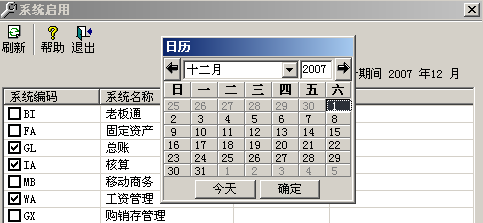 系统启用
刷新 帮助 退出
期间 2007 年12 月
系统编码 系统名称
BI 老板通
FA 固定资产
GL 总账
IA 核算
MB 移动商务
WA 工资管理
GX 购销存管理
日历
十二月 2007
日 一 二 三 四 五 六
25 26 27 28 29 30 1
2 3 4 5 6 7 8
9 10 11 12 13 14 15
16 17 18 19 20 21 22
23 24 25 26 27 28 29
30 31 1 2 3 4 5
今天 确定